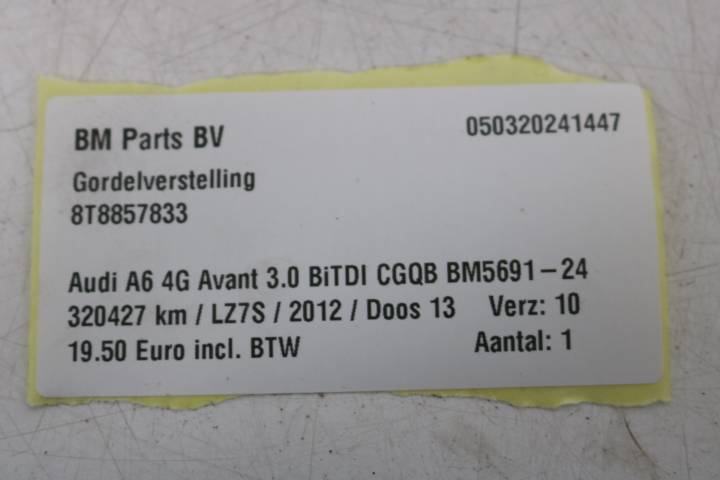 BM Parts BV 050320241447
Gordelverstelling
8T8857833
Audi A6 4G Avant 3.0 BiTDI CGQB BM5691-24
320427 km / LZ7S / 2012 / Doos 13 Verz: 10
19.50 Euro incl. BTW Aantal: 1